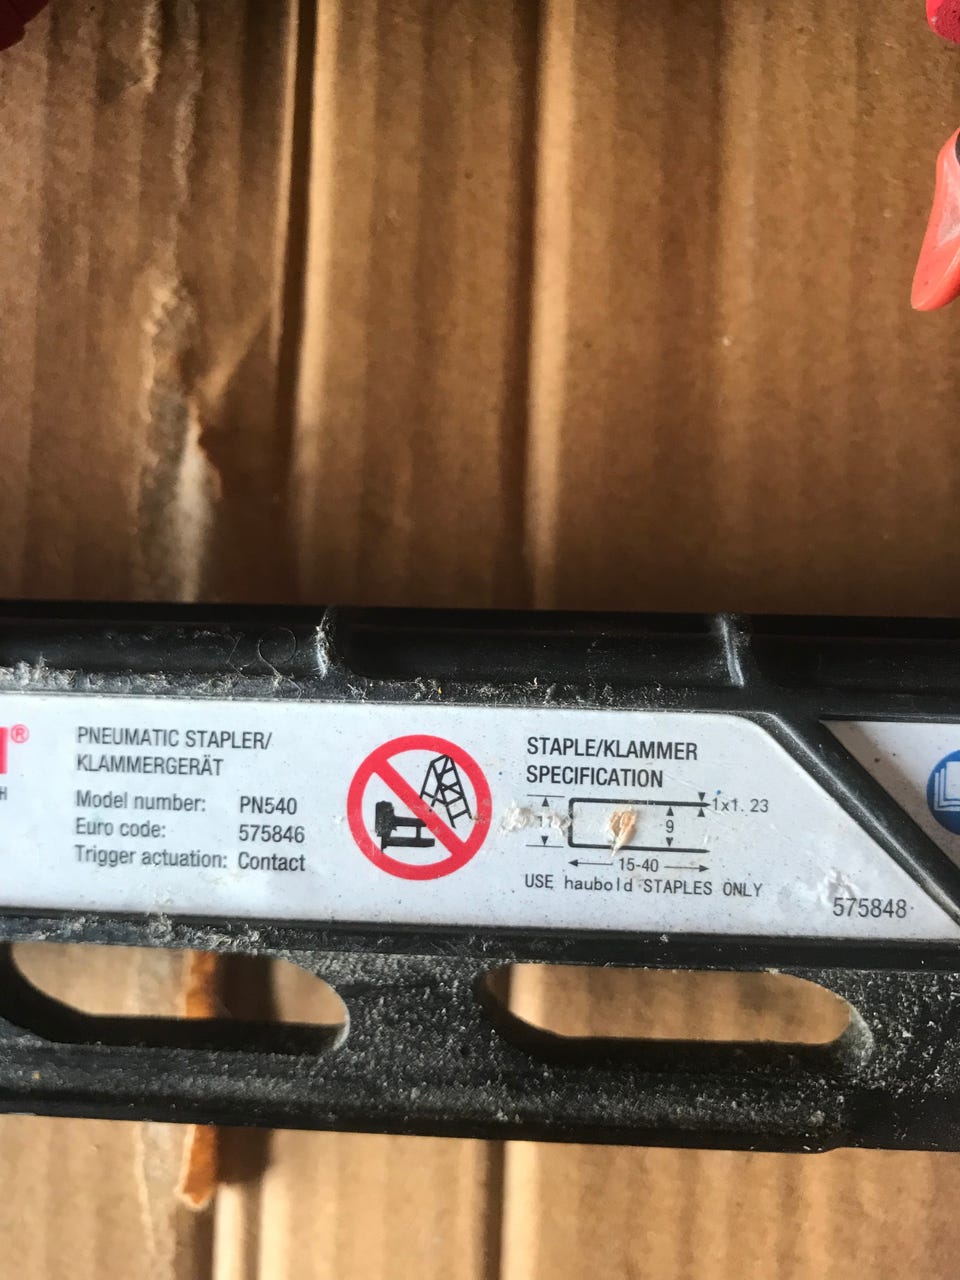 ®
H
PNEUMATIC STAPLER/
KLAMMERGERÄT
Model number: PN540
Euro code: 575846
Trigger actuation: Contact
STAPLE/KLAMMER
SPECIFICATION
1x1. 23
9
15-40
USE haubold STAPLES ONLY
575848